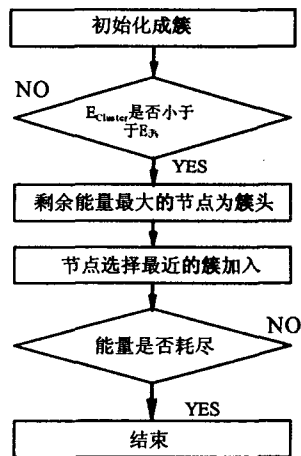 初始化成簇
NO
E_Cluster是否小于
于E_Th
YES
剩余能量最大的节点为簇头
节点选择最近的簇加入
NO
能量是否耗尽
YES
结束